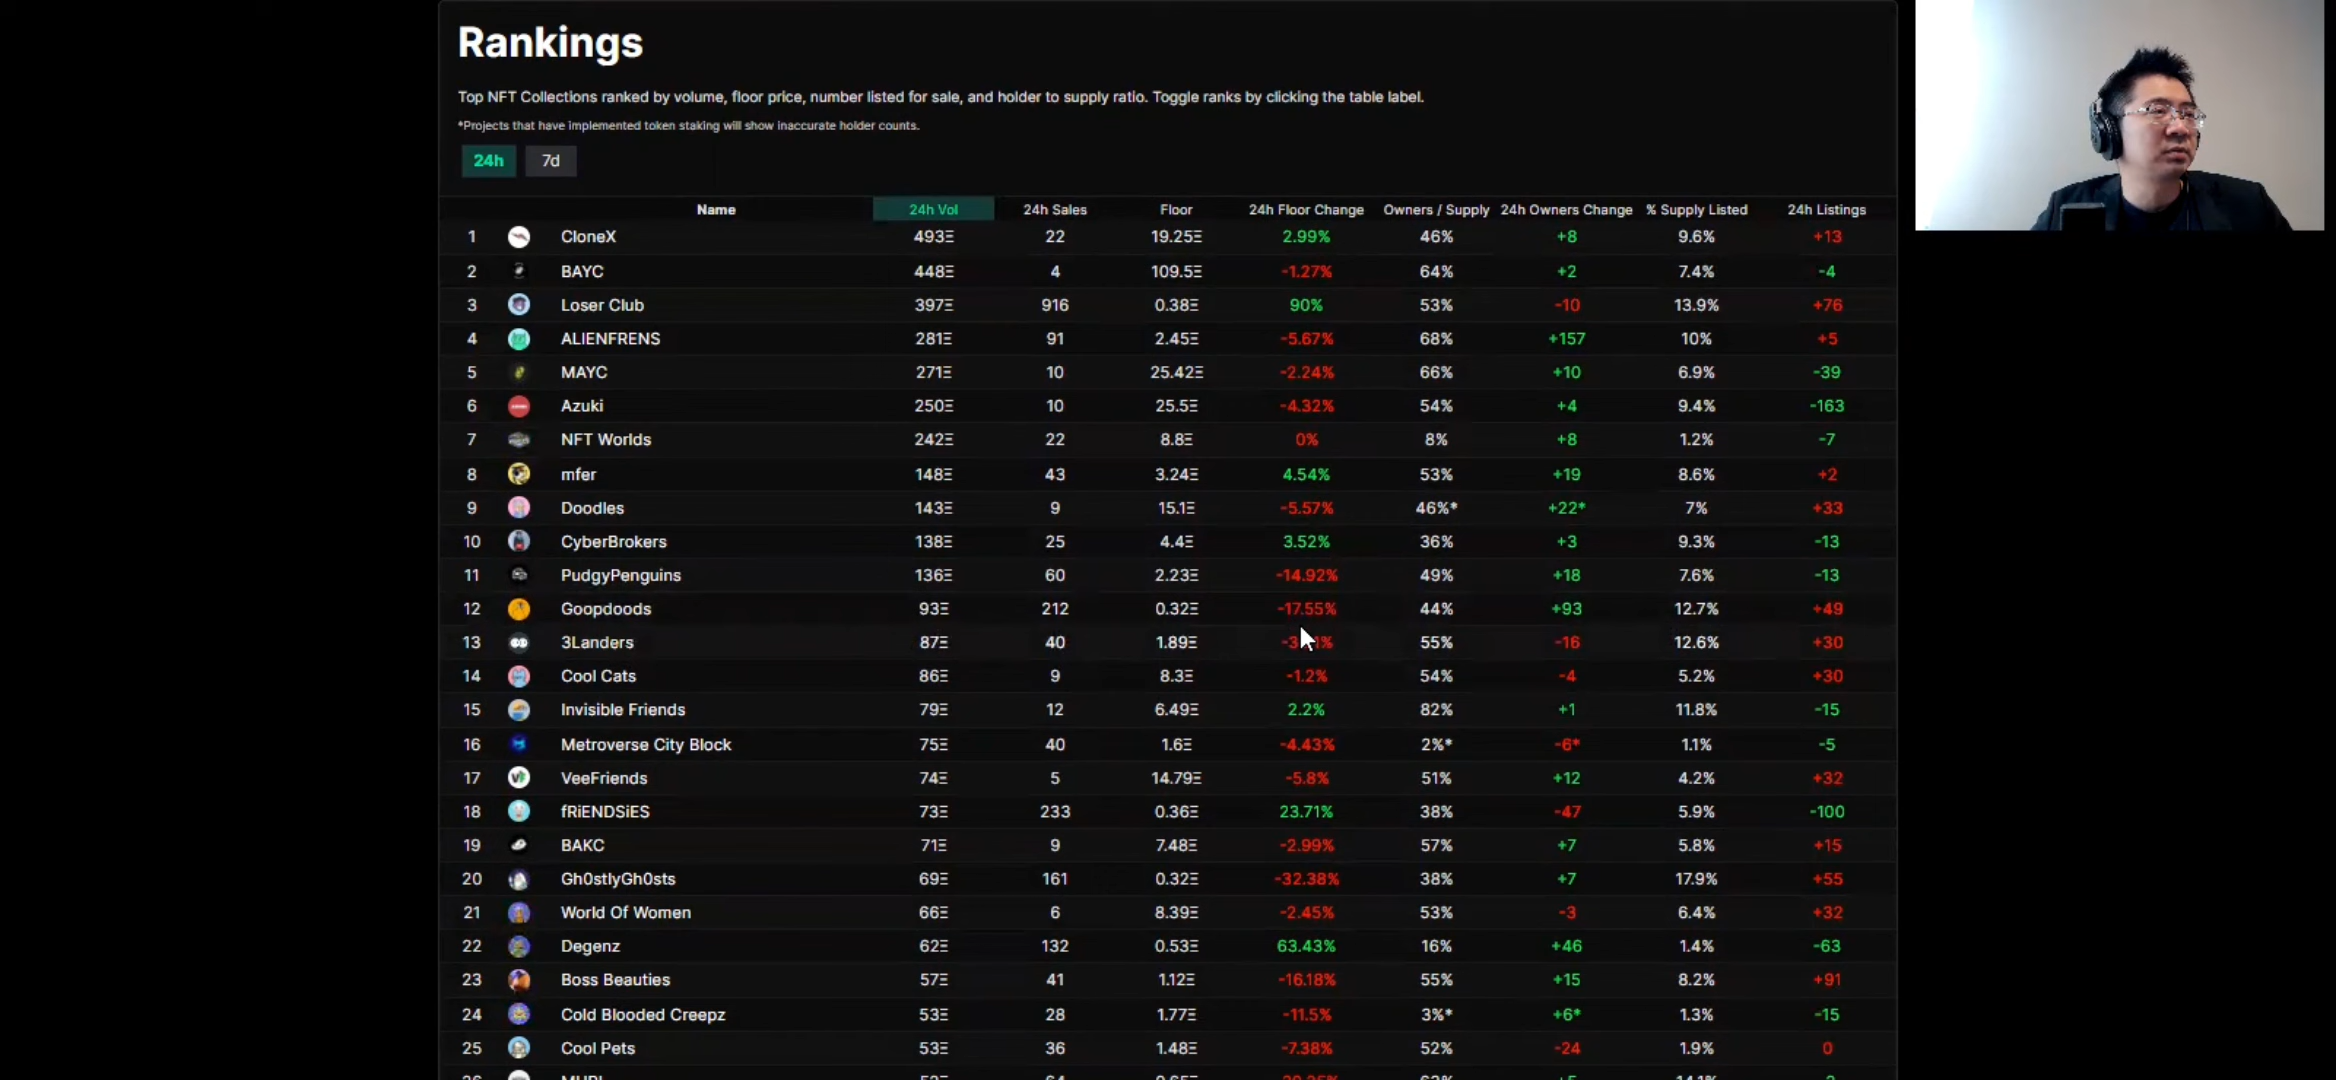 Rankings
Top NFT Collections ranked by volume, floor price, number listed for sale, and holder to supply ratio. Toggle ranks by clicking the table label.
*Projects that have implemented token staking will show inaccurate holder counts.
24h 7d
Name 24h Vol 24h Sales Floor 24h Floor Change Owners / Supply 24h Owners Change % Supply Listed 24h Listings
1 CloneX 493Ξ 22 19.25Ξ 2.99% 46% +8 9.6% +13
2 BAYC 448Ξ 4 109.5Ξ -1.27% 64% +2 7.4% -4
3 Loser Club 397Ξ 916 0.38Ξ 90% 53% -10 13.9% +76
4 ALIENFRENS 281Ξ 91 2.45Ξ -5.67% 68% +157 10% +5
5 MAYC 271Ξ 10 25.42Ξ -2.24% 66% +10 6.9% -39
6 Azuki 250Ξ 10 25.5Ξ -4.32% 54% +4 9.4% -163
7 NFT Worlds 242Ξ 22 8.8Ξ 0% 8% +8 1.2% -7
8 mfer 148Ξ 43 3.24Ξ 4.54% 53% +19 8.6% +2
9 Doodles 143Ξ 9 15.1Ξ -5.57% 46%* +22* 7% +33
10 CyberBrokers 138Ξ 25 4.4Ξ 3.52% 36% +3 9.3% -13
11 PudgyPenguins 136Ξ 60 2.23Ξ -14.92% 49% +18 7.6% -13
12 Goopdoods 93Ξ 212 0.32Ξ -17.55% 44% +93 12.7% +49
13 3Landers 87Ξ 40 1.89Ξ 55% -16 12.6% +30
14 Cool Cats 86Ξ 9 8.3Ξ -1.2% 54% -4 5.2% +30
15 Invisible Friends 79Ξ 12 6.49Ξ 2.2% 82% +1 11.8% -15
16 Metroverse City Block 75Ξ 40 1.6Ξ -4.43% 2%* -6* 1.1% -5
17 VeeFriends 74Ξ 5 14.79Ξ -5.8% 51% +12 4.2% +32
18 fRiENDSiES 73Ξ 233 0.36Ξ 23.71% 38% -47 5.9% -100
19 BAKC 71Ξ 9 7.48Ξ -2.99% 57% +7 5.8% +15
20 Gh0stlyGh0sts 69Ξ 161 0.32Ξ -32.38% 38% +7 17.9% +55
21 World Of Women 66Ξ 6 8.39Ξ -2.45% 53% -3 6.4% +32
22 Degenz 62Ξ 132 0.53Ξ 63.43% 16% +46 1.4% -63
23 Boss Beauties 57Ξ 41 1.12Ξ -16.18% 55% +15 8.2% +91
24 Cold Blooded Creepz 53Ξ 28 1.77Ξ -11.5% 3%* +6* 1.3% -15
25 Cool Pets 53Ξ 36 1.48Ξ -7.38% 52% -24 1.9% 0